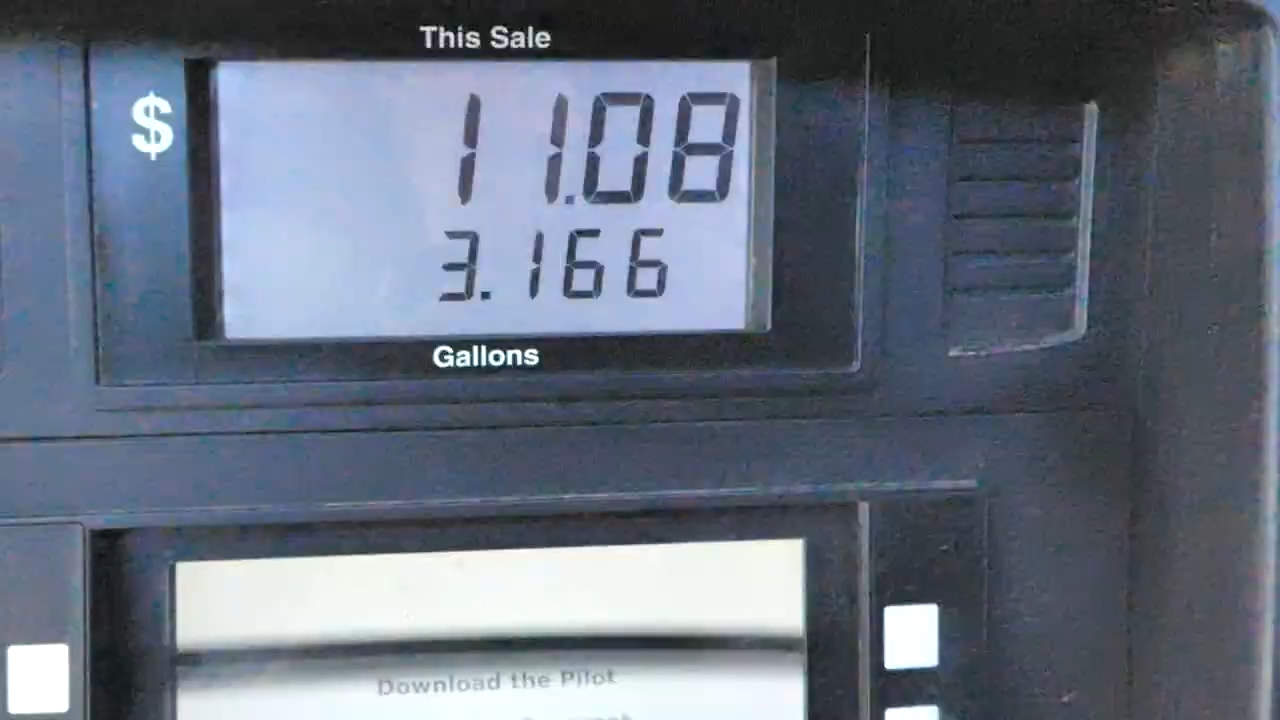 This Sale
$ 11.08
3.166
Gallons
Download the Pilot